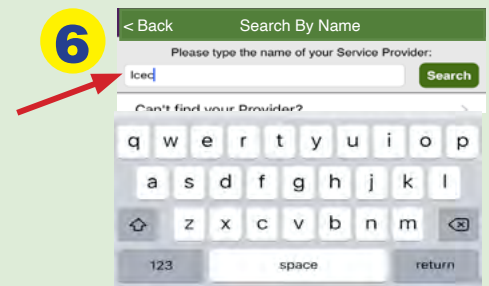 6
< Back Search By Name
Please type the name of your Service Provider:
Icec Search
Can't find your Provider? >
q w e r t y u i o p
a s d f g h j k l
z x c v b n m
123 space return